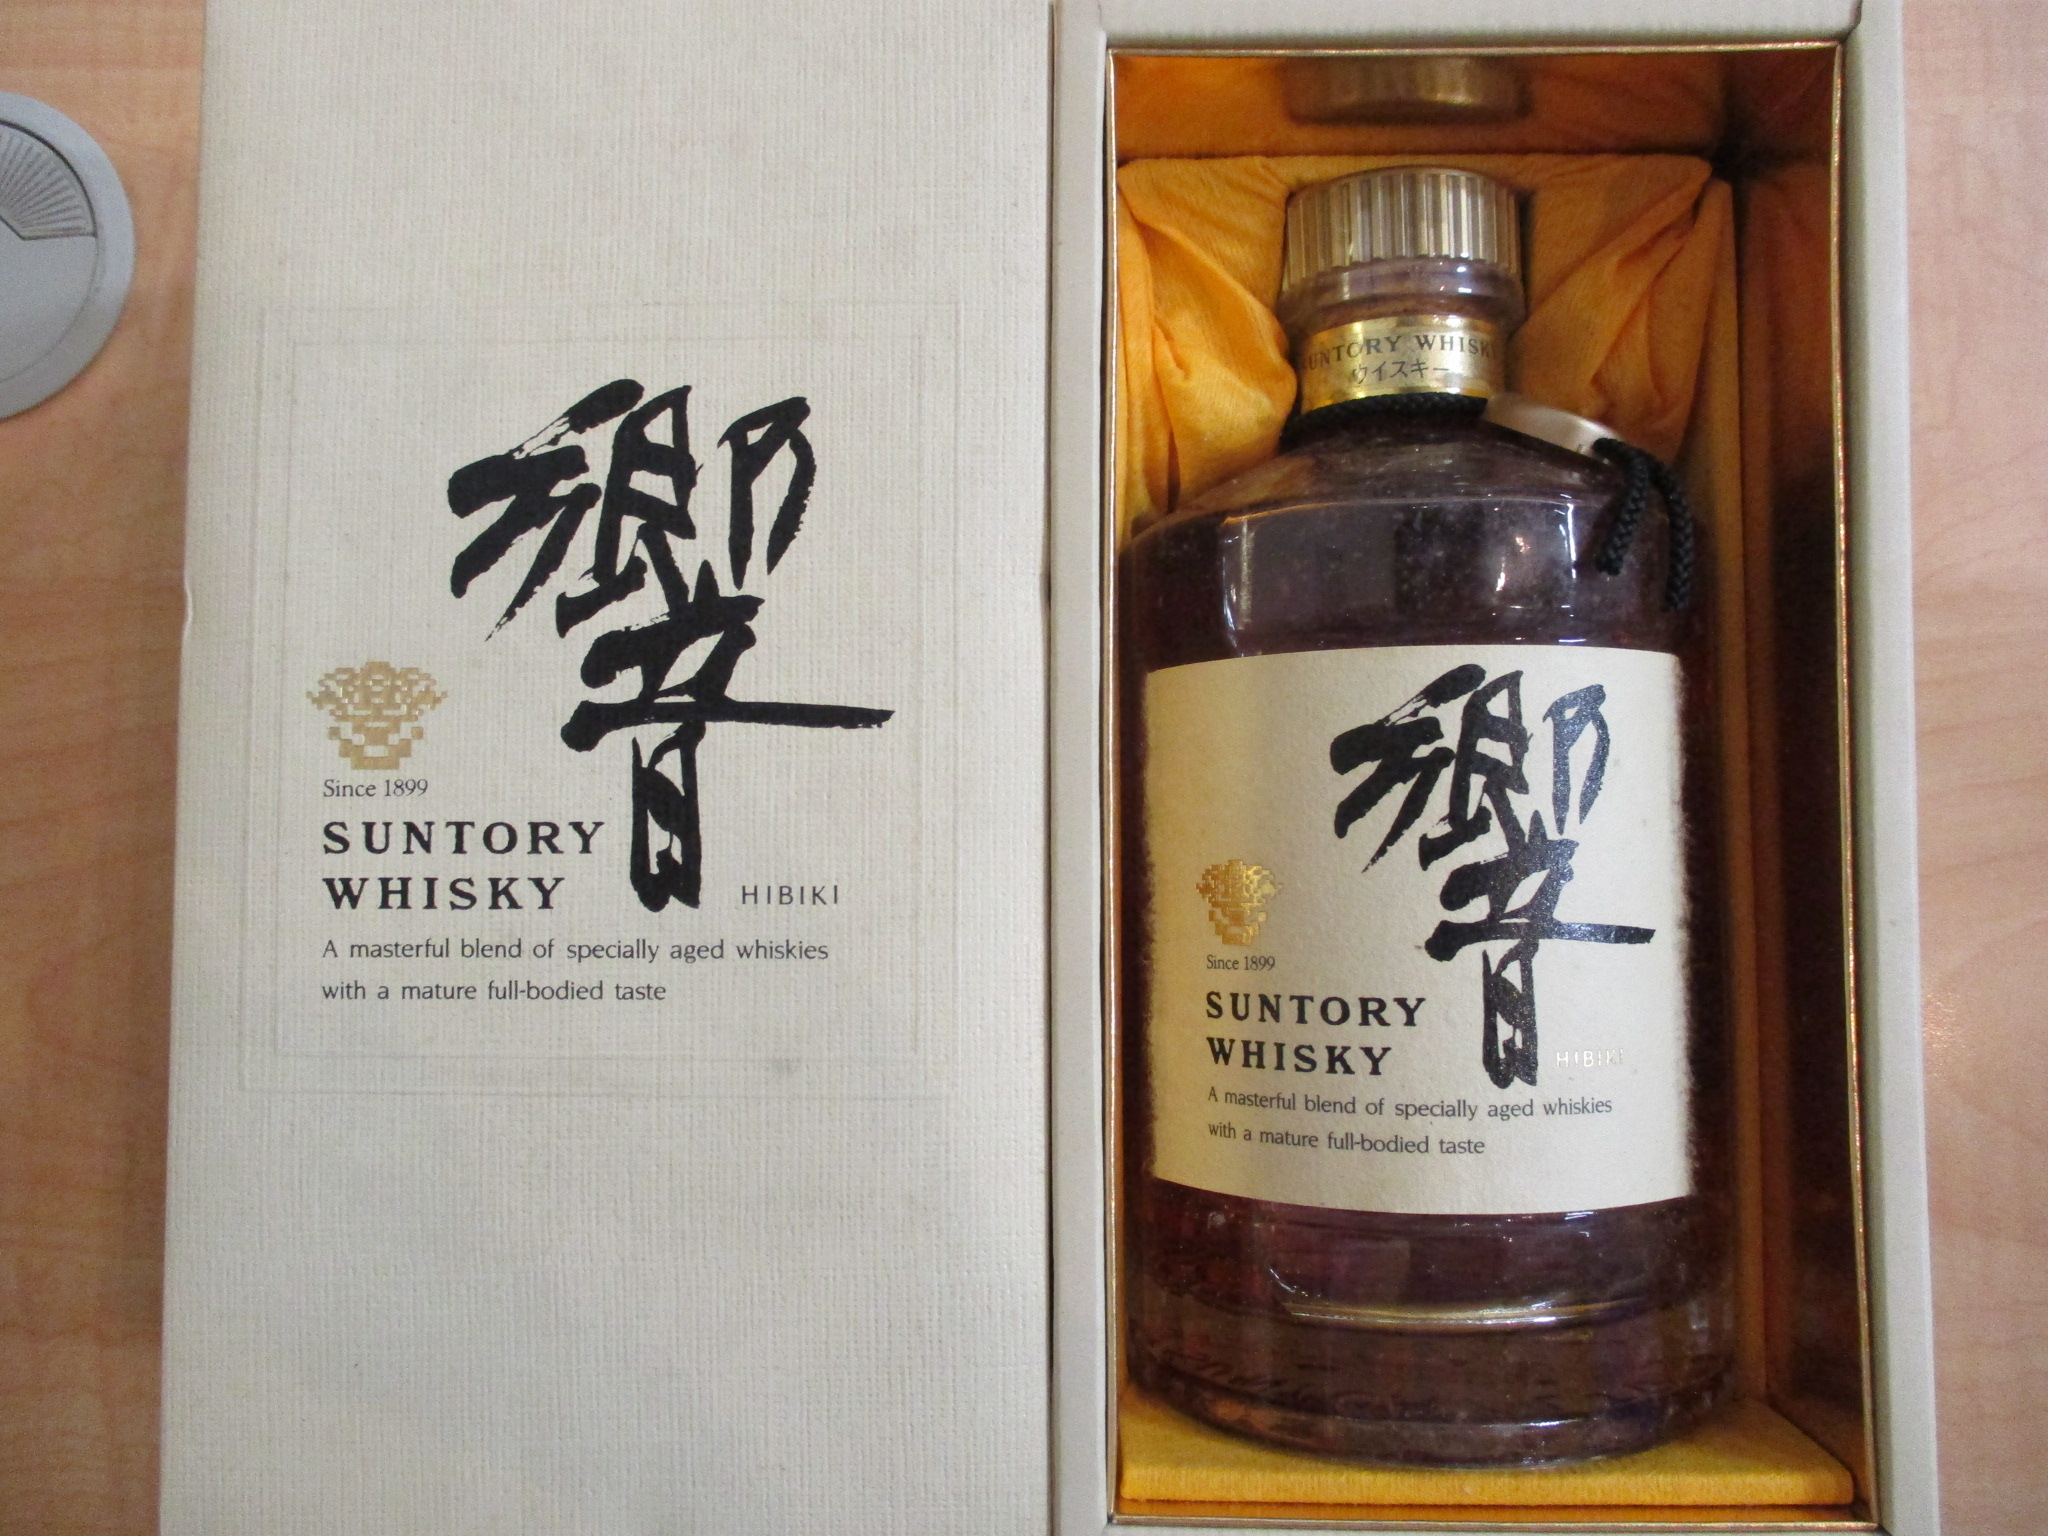 響
Since 1899
SUNTORY
WHISKY
HIBIKI
A masterful blend of specially aged whiskies
with a mature full-bodied taste
SUNTORY WHISKY
ウイスキー
響
Since 1899
SUNTORY
WHISKY
HIBIKI
A masterful blend of specially aged whiskies
with a mature full-bodied taste